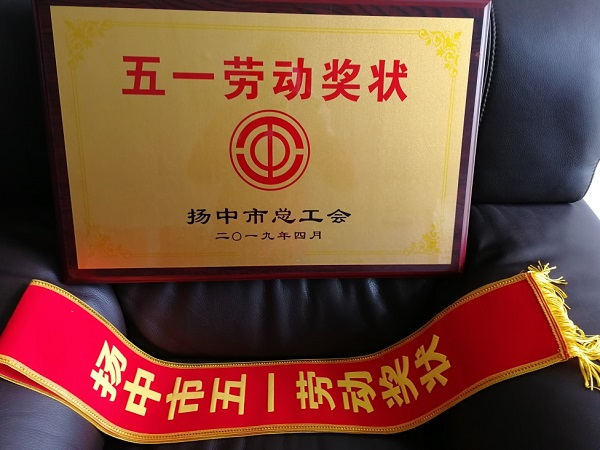 五一劳动奖状
扬中市总工会
二〇一九年四月
扬中市五一劳动奖状